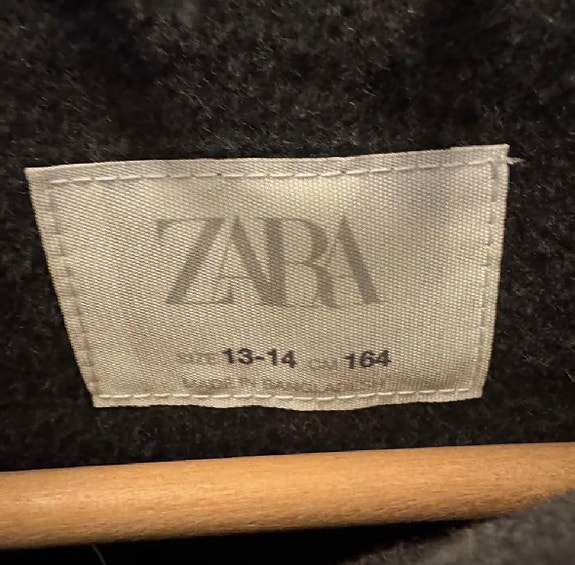 ZARA
SIZE 13-14 CM 164
MADE IN BANGLADESH